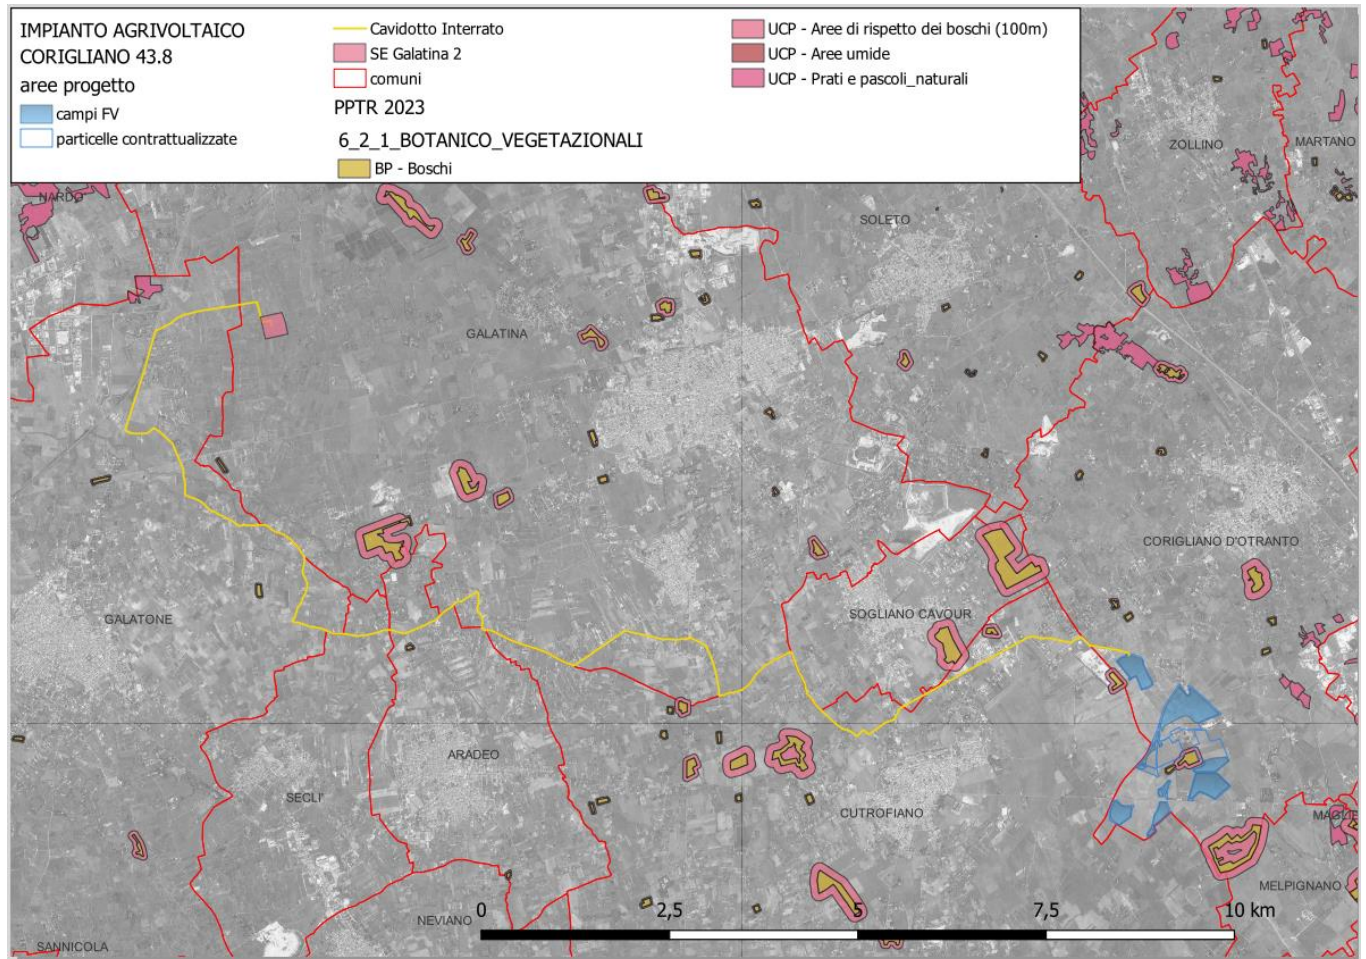 IMPIANTO AGRIVOLTAICO
CORIGLIANO 43.8
aree progetto
campi FV
particelle contrattualizzate
Cavidotto Interrato
SE Galatina 2
comuni
PPTR 2023
6_2_1_BOTANICO_VEGETAZIONALI
BP - Boschi
UCP - Aree di rispetto dei boschi (100m)
UCP - Aree umide
UCP - Prati e pascoli_naturali
ZOLLINO
MARTANO
NARDO'
SOLETO
GALATINA
CORIGLIANO D'OTRANTO
GALATONE
SOGLIANO CAVOUR
ARADEO
SECLI'
CUTROFIANO
MAGLIE
MELPIGNANO
NEVIANO
SANNICOLA
0 2,5 5 7,5 10 km